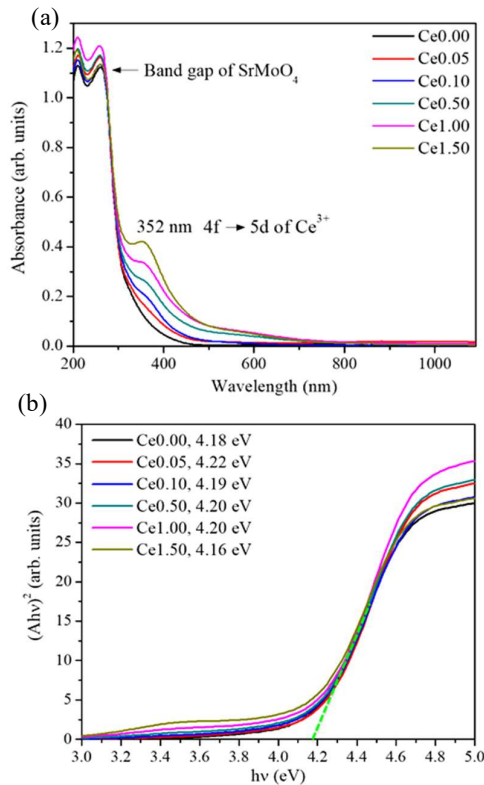 (a)
1.2
1.0
0.8
0.6
0.4
0.2
0.0
Absorbance (arb. units)
Band gap of SrMoO₄
352 nm 4f → 5d of Ce³⁺
Ce0.00
Ce0.05
Ce0.10
Ce0.50
Ce1.00
Ce1.50
200 400 600 800 1000
Wavelength (nm)
(b)
40
35
30
25
20
15
10
5
0
(Ahν)² (arb. units)
Ce0.00, 4.18 eV
Ce0.05, 4.22 eV
Ce0.10, 4.19 eV
Ce0.50, 4.20 eV
Ce1.00, 4.20 eV
Ce1.50, 4.16 eV
3.0 3.2 3.4 3.6 3.8 4.0 4.2 4.4 4.6 4.8 5.0
hν (eV)